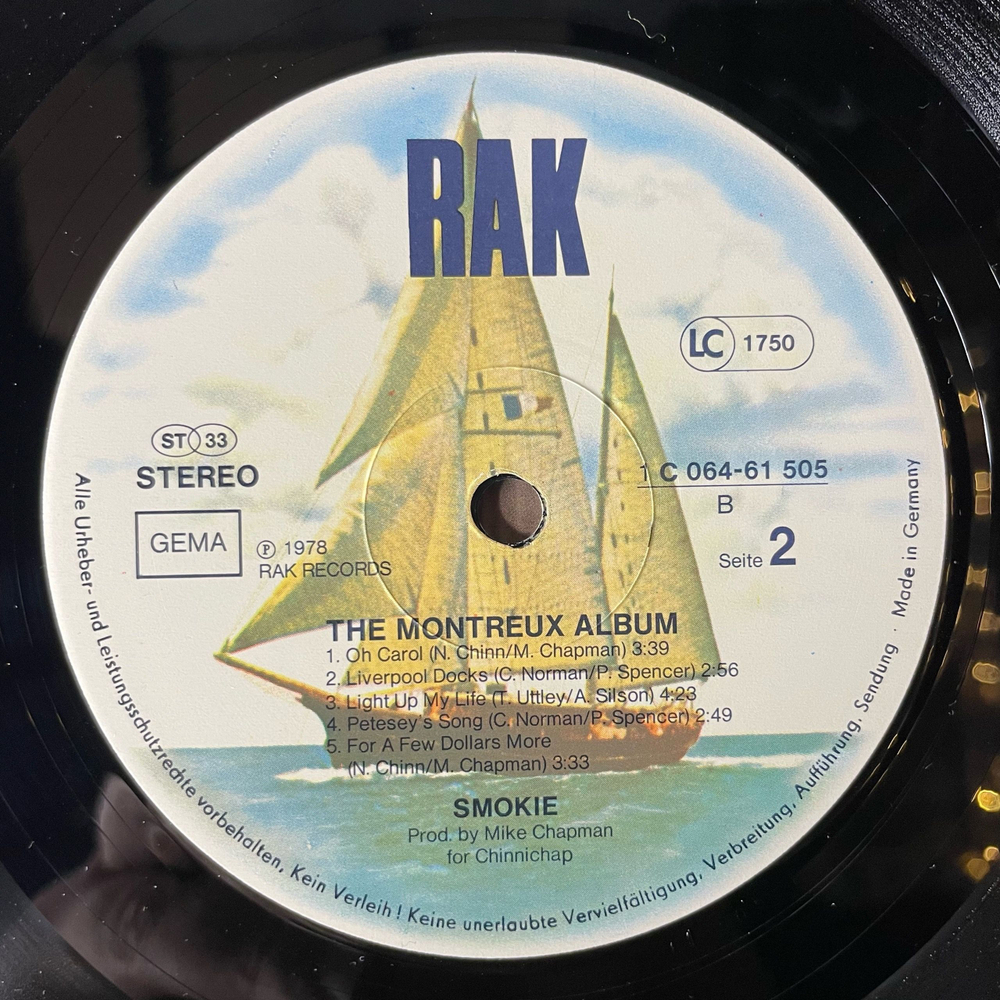 RAK
LC 1750
ST 33
STEREO
GEMA
℗ 1978
RAK RECORDS
1 C 064-61 505
B
Seite 2
THE MONTREUX ALBUM
1. Oh Carol (N. Chinn/M. Chapman) 3:39
2. Liverpool Docks (C. Norman/P. Spencer) 2:56
3. Light Up My Life (T. Uttley/A. Silson) 4:23
4. Petesey's Song (C. Norman/P. Spencer) 2:49
5. For A Few Dollars More
(N. Chinn/M. Chapman) 3:33
SMOKIE
Prod. by Mike Chapman
for Chinnichap
Alle Urheber- und Leistungsschutzrechte vorbehalten, Kein Verleih! Keine unerlaubte Vervielfältigung, Verbreitung, Aufführung, Sendung · Made in Germany